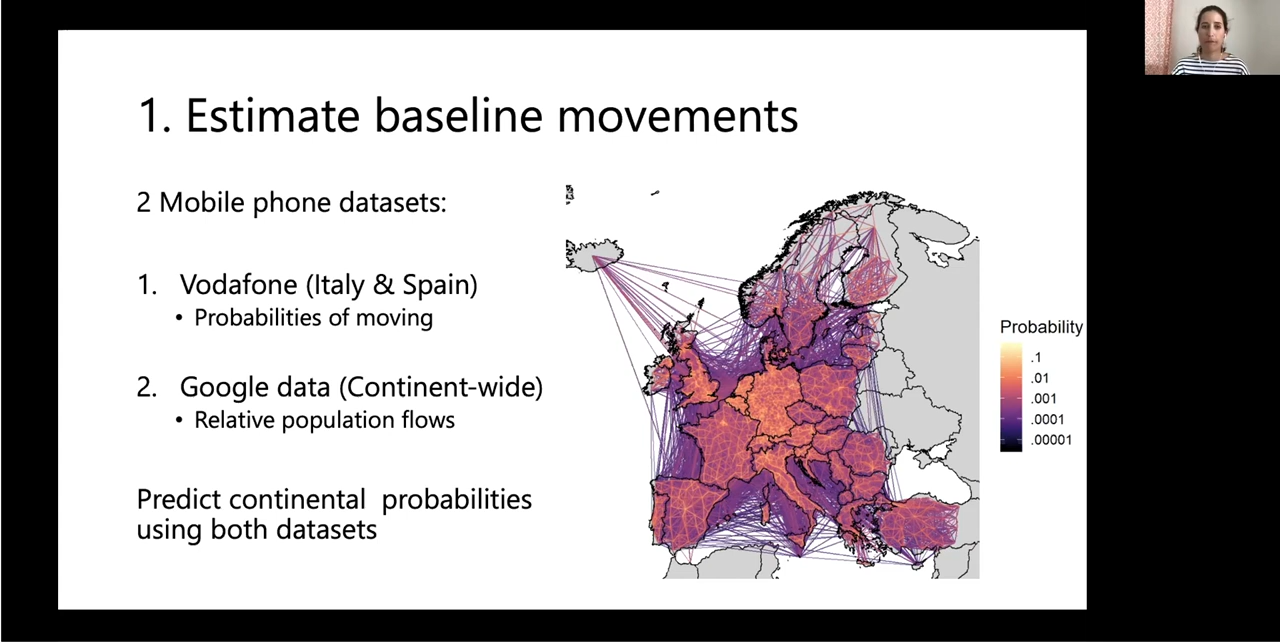 1. Estimate baseline movements
2 Mobile phone datasets:
1. Vodafone (Italy & Spain)
• Probabilities of moving
2. Google data (Continent-wide)
• Relative population flows
Predict continental probabilities
using both datasets
Probability
.1
.01
.001
.0001
.00001